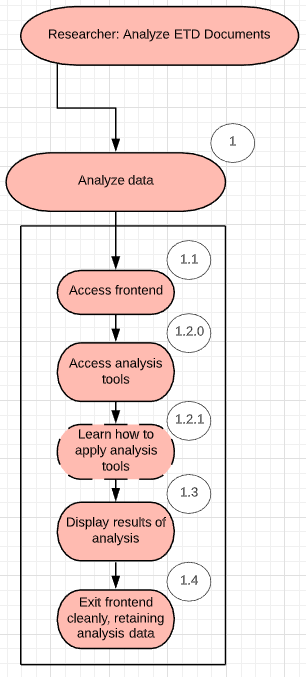 Researcher: Analyze ETD Documents
1
Analyze data
1.1
Access frontend
1.2.0
Access analysis
tools
1.2.1
Learn how to
apply analysis
tools
1.3
Display results of
analysis
1.4
Exit frontend
cleanly, retaining
analysis data